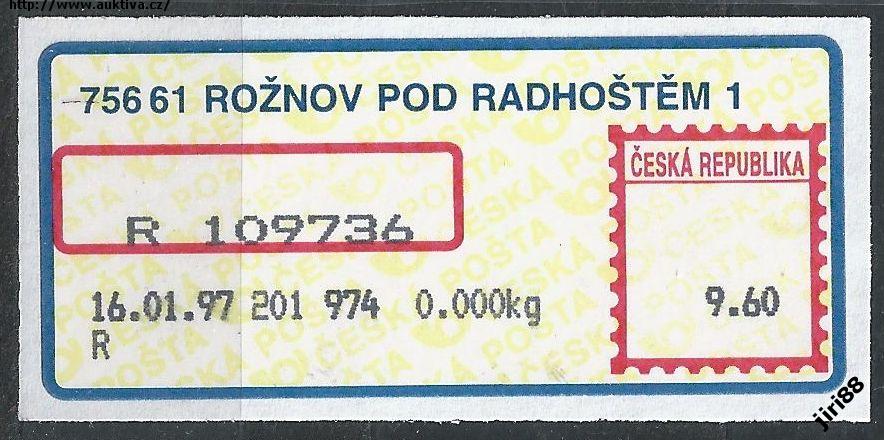 http://www.auktiva.cz/
756 61 ROŽNOV POD RADHOŠTĚM 1
ČESKÁ REPUBLIKA
R 109736
16.01.97 201 974 0.000kg 9.60
R
jiri88